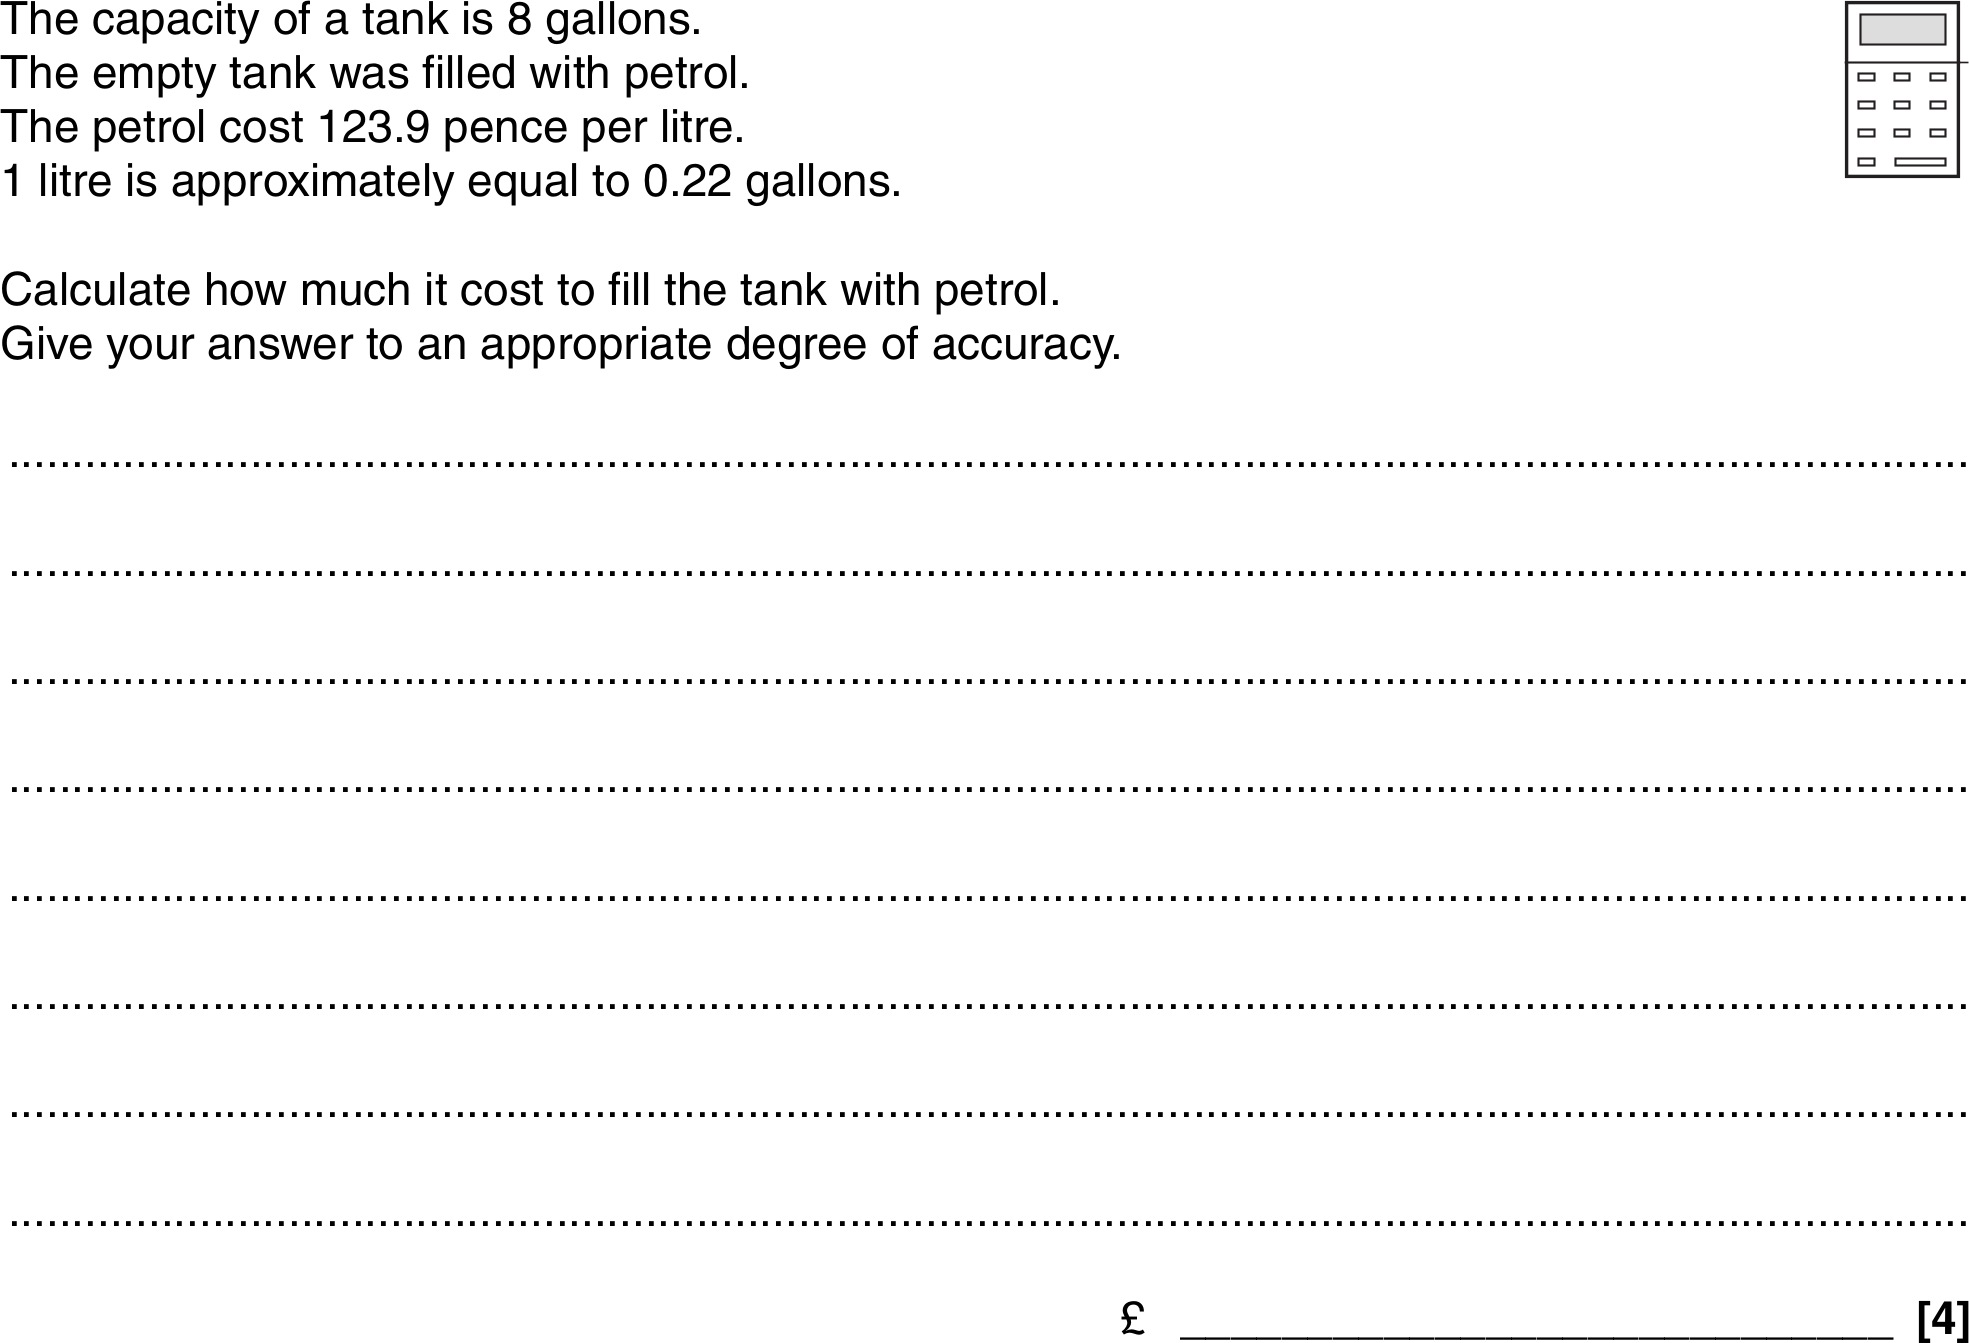 The capacity of a tank is 8 gallons.
The empty tank was filled with petrol.
The petrol cost 123.9 pence per litre.
1 litre is approximately equal to 0.22 gallons.
Calculate how much it cost to fill the tank with petrol.
Give your answer to an appropriate degree of accuracy.
£ ____________________________ [4]